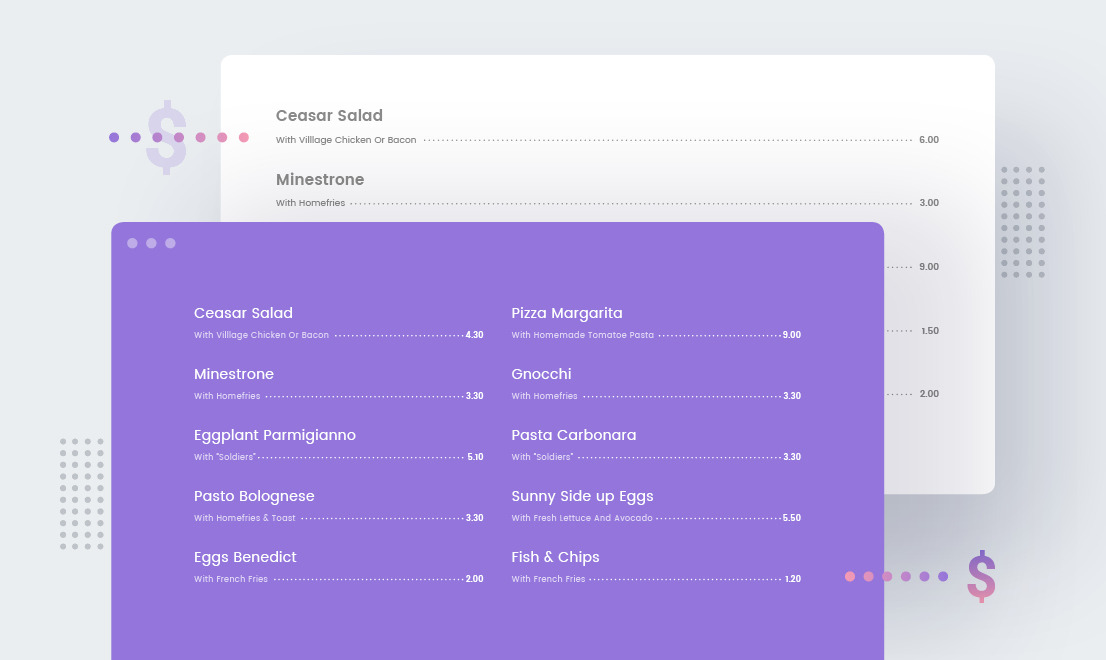 $
Ceasar Salad
With Villlage Chicken Or Bacon 6.00
Minestrone
With Homefries 3.00
9.00
1.50
2.00
Ceasar Salad
With Villlage Chicken Or Bacon 4.30
Minestrone
With Homefries 3.30
Eggplant Parmigianno
With "Soldiers" 5.10
Pasto Bolognese
With Homefries & Toast 3.30
Eggs Benedict
With French Fries 2.00
Pizza Margarita
With Homemade Tomatoe Pasta 9.00
Gnocchi
With Homefries 3.30
Pasta Carbonara
With "Soldiers" 3.30
Sunny Side up Eggs
With Fresh Lettuce And Avocado 5.50
Fish & Chips
With French Fries 1.20
$